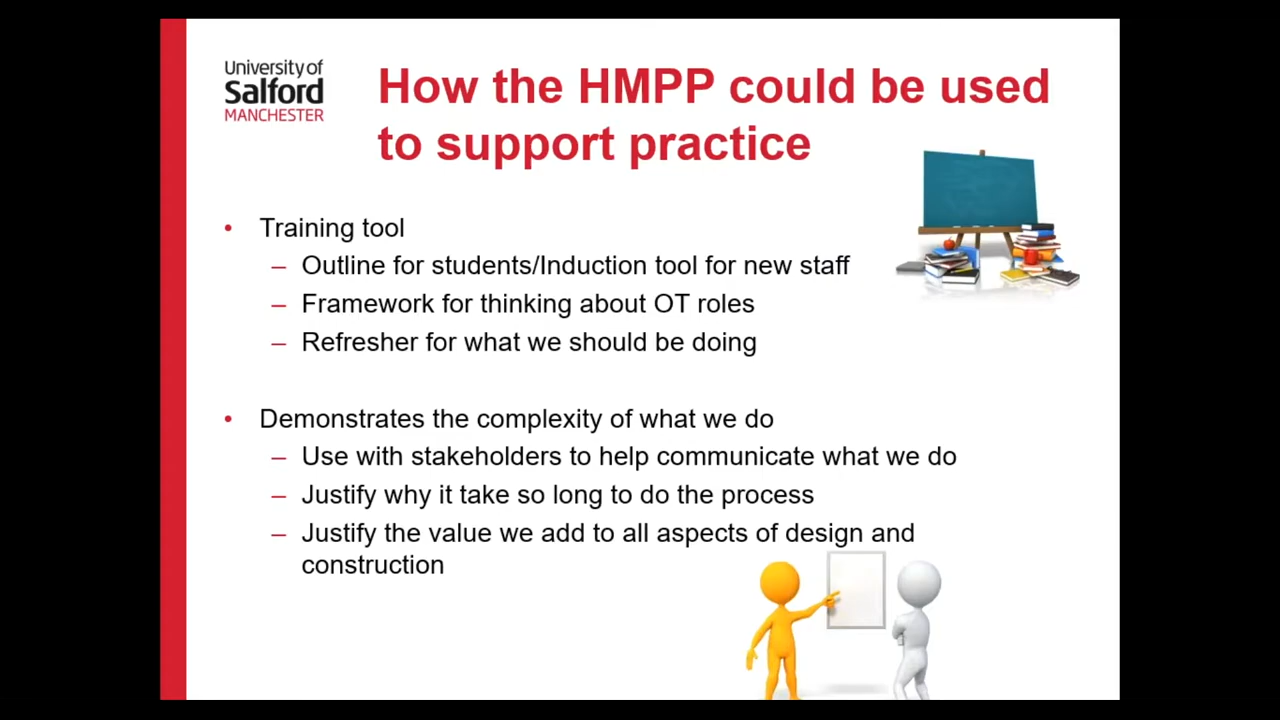 University of
Salford
MANCHESTER
How the HMPP could be used
to support practice
• Training tool
– Outline for students/Induction tool for new staff
– Framework for thinking about OT roles
– Refresher for what we should be doing
• Demonstrates the complexity of what we do
– Use with stakeholders to help communicate what we do
– Justify why it take so long to do the process
– Justify the value we add to all aspects of design and
construction